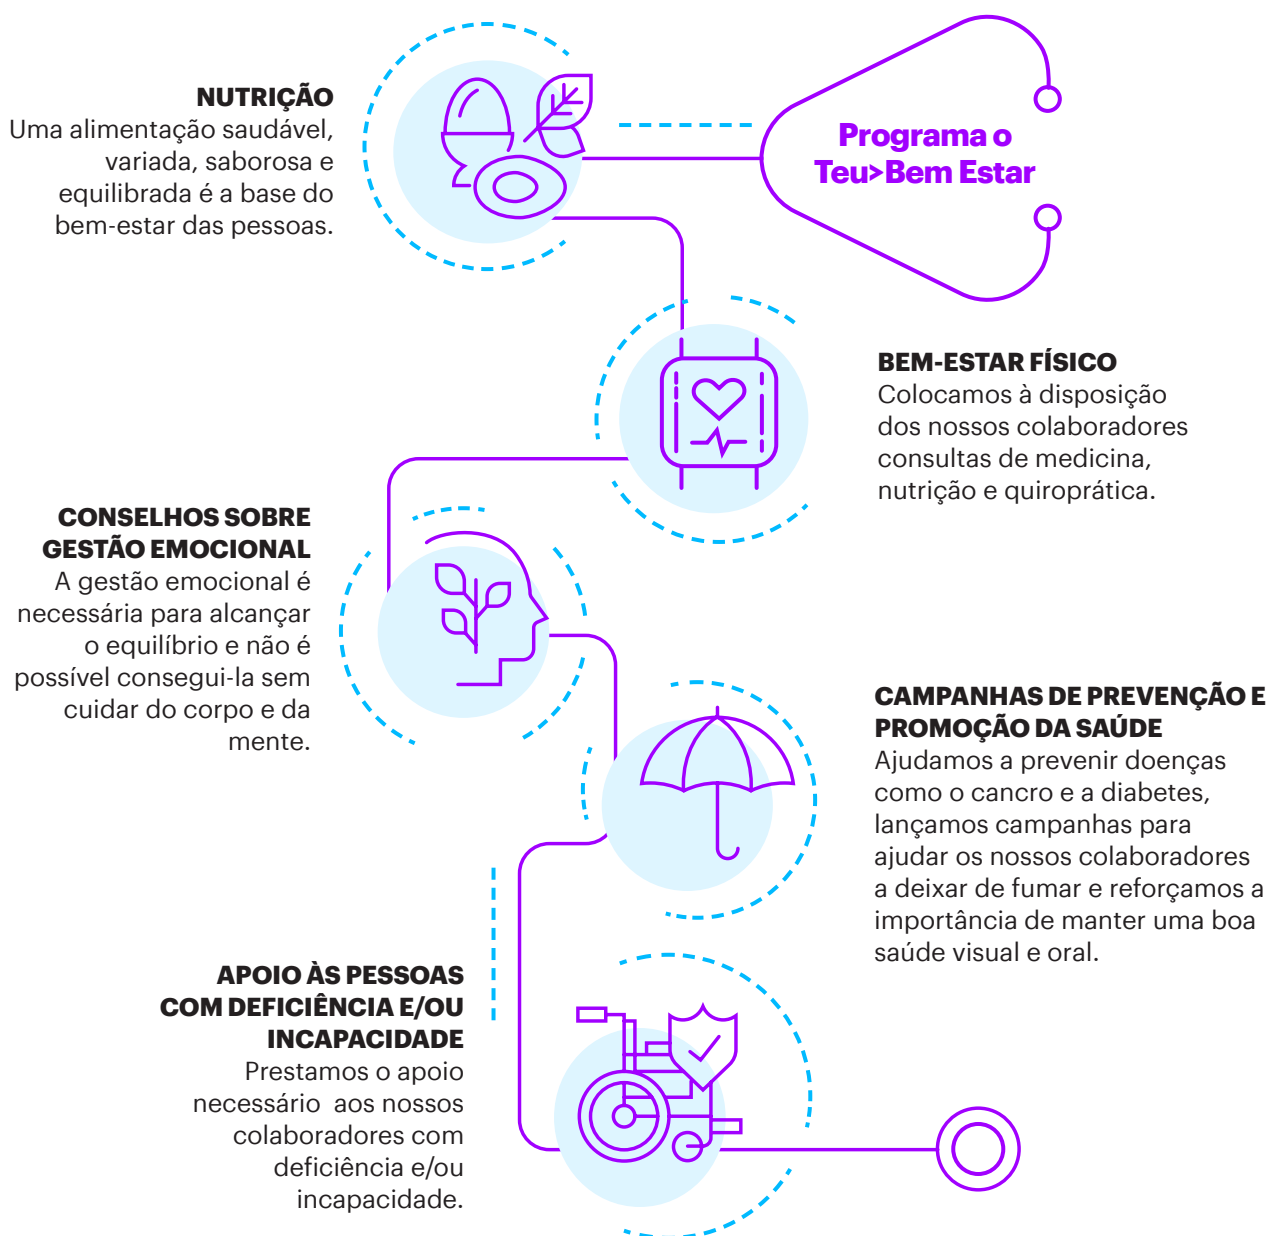 Programa o
Teu>Bem Estar
NUTRIÇÃO
Uma alimentação saudável,
variada, saborosa e
equilibrada é a base do
bem-estar das pessoas.
BEM-ESTAR FÍSICO
Colocamos à disposição
dos nossos colaboradores
consultas de medicina,
nutrição e quiroprática.
CONSELHOS SOBRE
GESTÃO EMOCIONAL
A gestão emocional é
necessária para alcançar
o equilíbrio e não é
possível consegui-la sem
cuidar do corpo e da
mente.
CAMPANHAS DE PREVENÇÃO E
PROMOÇÃO DA SAÚDE
Ajudamos a prevenir doenças
como o cancro e a diabetes,
lançamos campanhas para
ajudar os nossos colaboradores
a deixar de fumar e reforçamos a
importância de manter uma boa
saúde visual e oral.
APOIO ÀS PESSOAS
COM DEFICIÊNCIA E/OU
INCAPACIDADE
Prestamos o apoio
necessário  aos nossos
colaboradores com
deficiência e/ou
incapacidade.